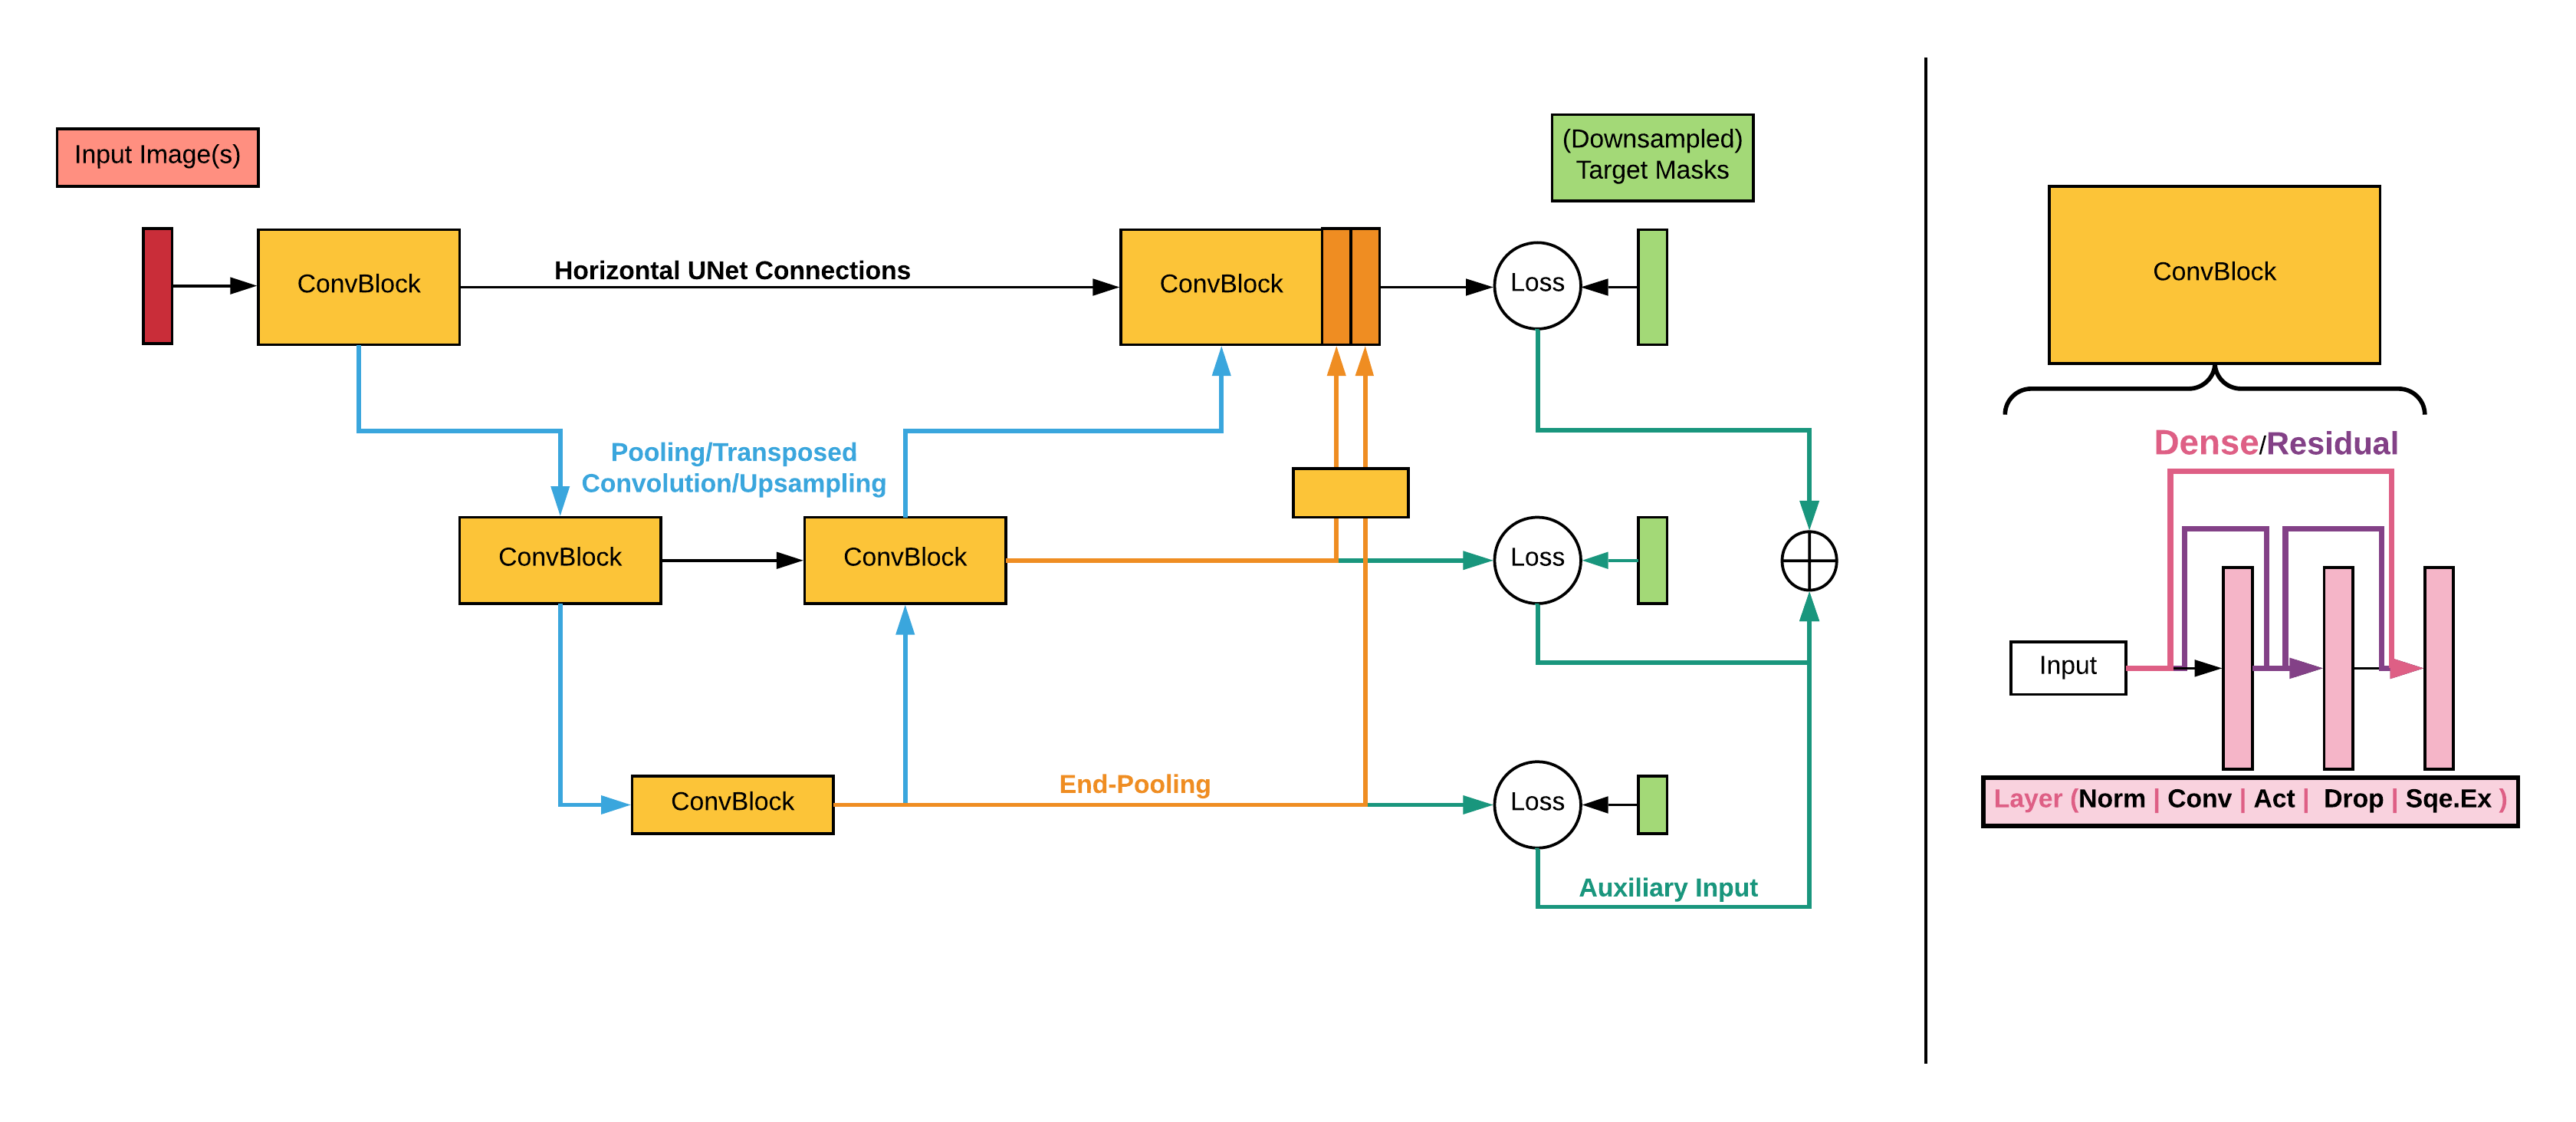 Input Image(s)
(Downsampled)
Target Masks
ConvBlock
Horizontal UNet Connections
ConvBlock
Loss
Pooling/Transposed
Convolution/Upsampling
ConvBlock
ConvBlock
Loss
ConvBlock
End-Pooling
Loss
Auxiliary Input
ConvBlock
Dense/Residual
Input
Layer (Norm | Conv | Act | Drop | Sqe.Ex )